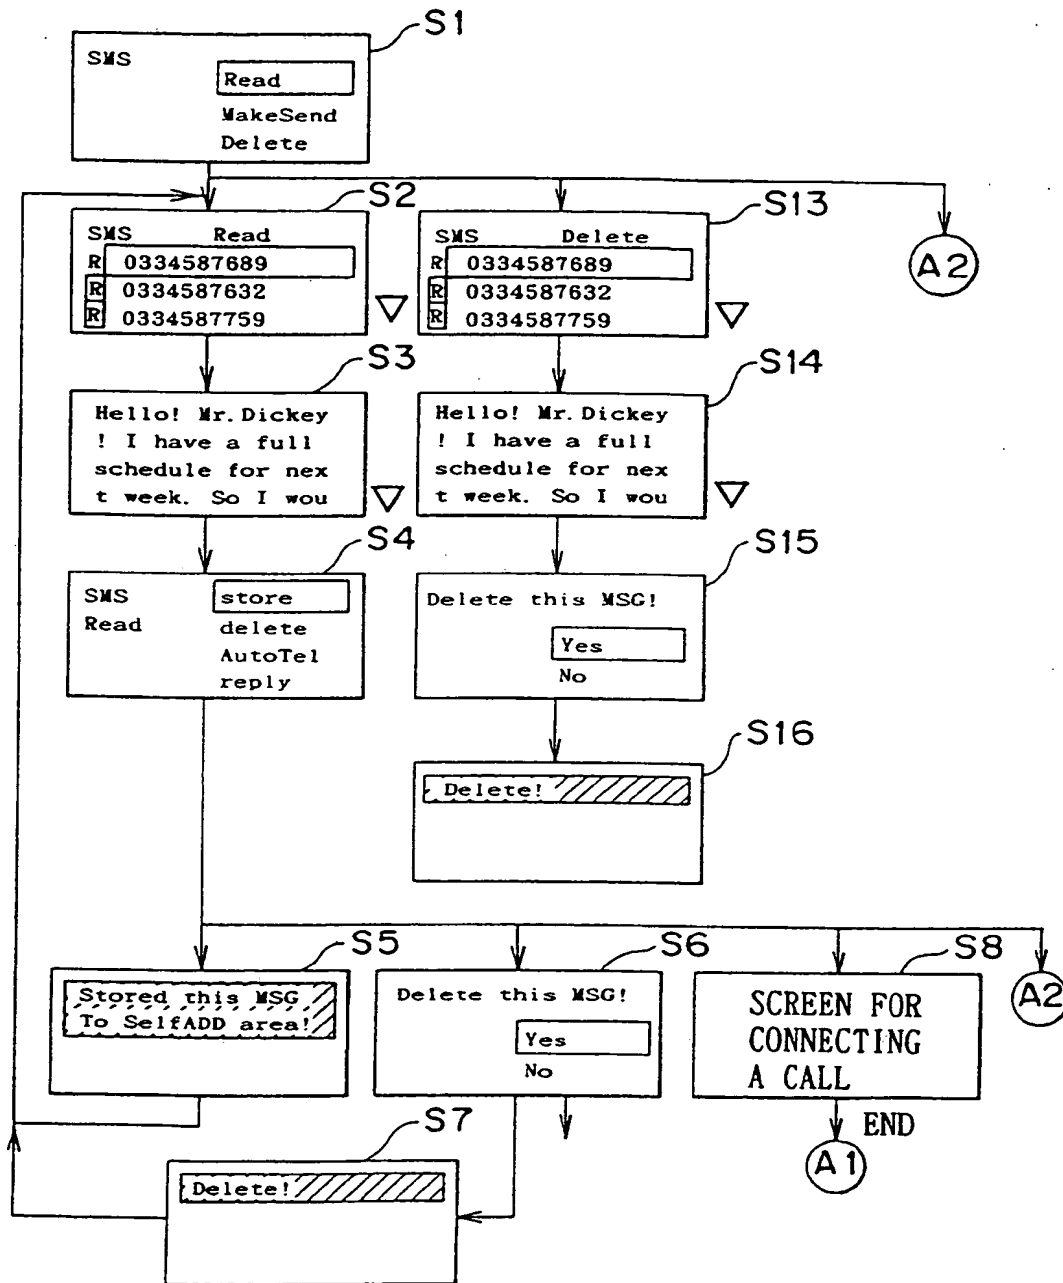 S1
SMS
Read
MakeSend
Delete
S2
SMS Read
R 0334587689
R 0334587632
R 0334587759
S13
SMS Delete
R 0334587689
R 0334587632
R 0334587759
A2
S3
Hello! Mr.Dickey
! I have a full
schedule for nex
t week. So I wou
S14
Hello! Mr.Dickey
! I have a full
schedule for nex
t week. So I wou
S4
SMS store
Read delete
AutoTel
reply
S15
Delete this MSG!
Yes
No
S16
Delete!
S5
Stored this MSG
To SelfADD area!
S6
Delete this MSG!
Yes
No
S8
SCREEN FOR
CONNECTING
A CALL
A2
END
A1
S7
Delete!